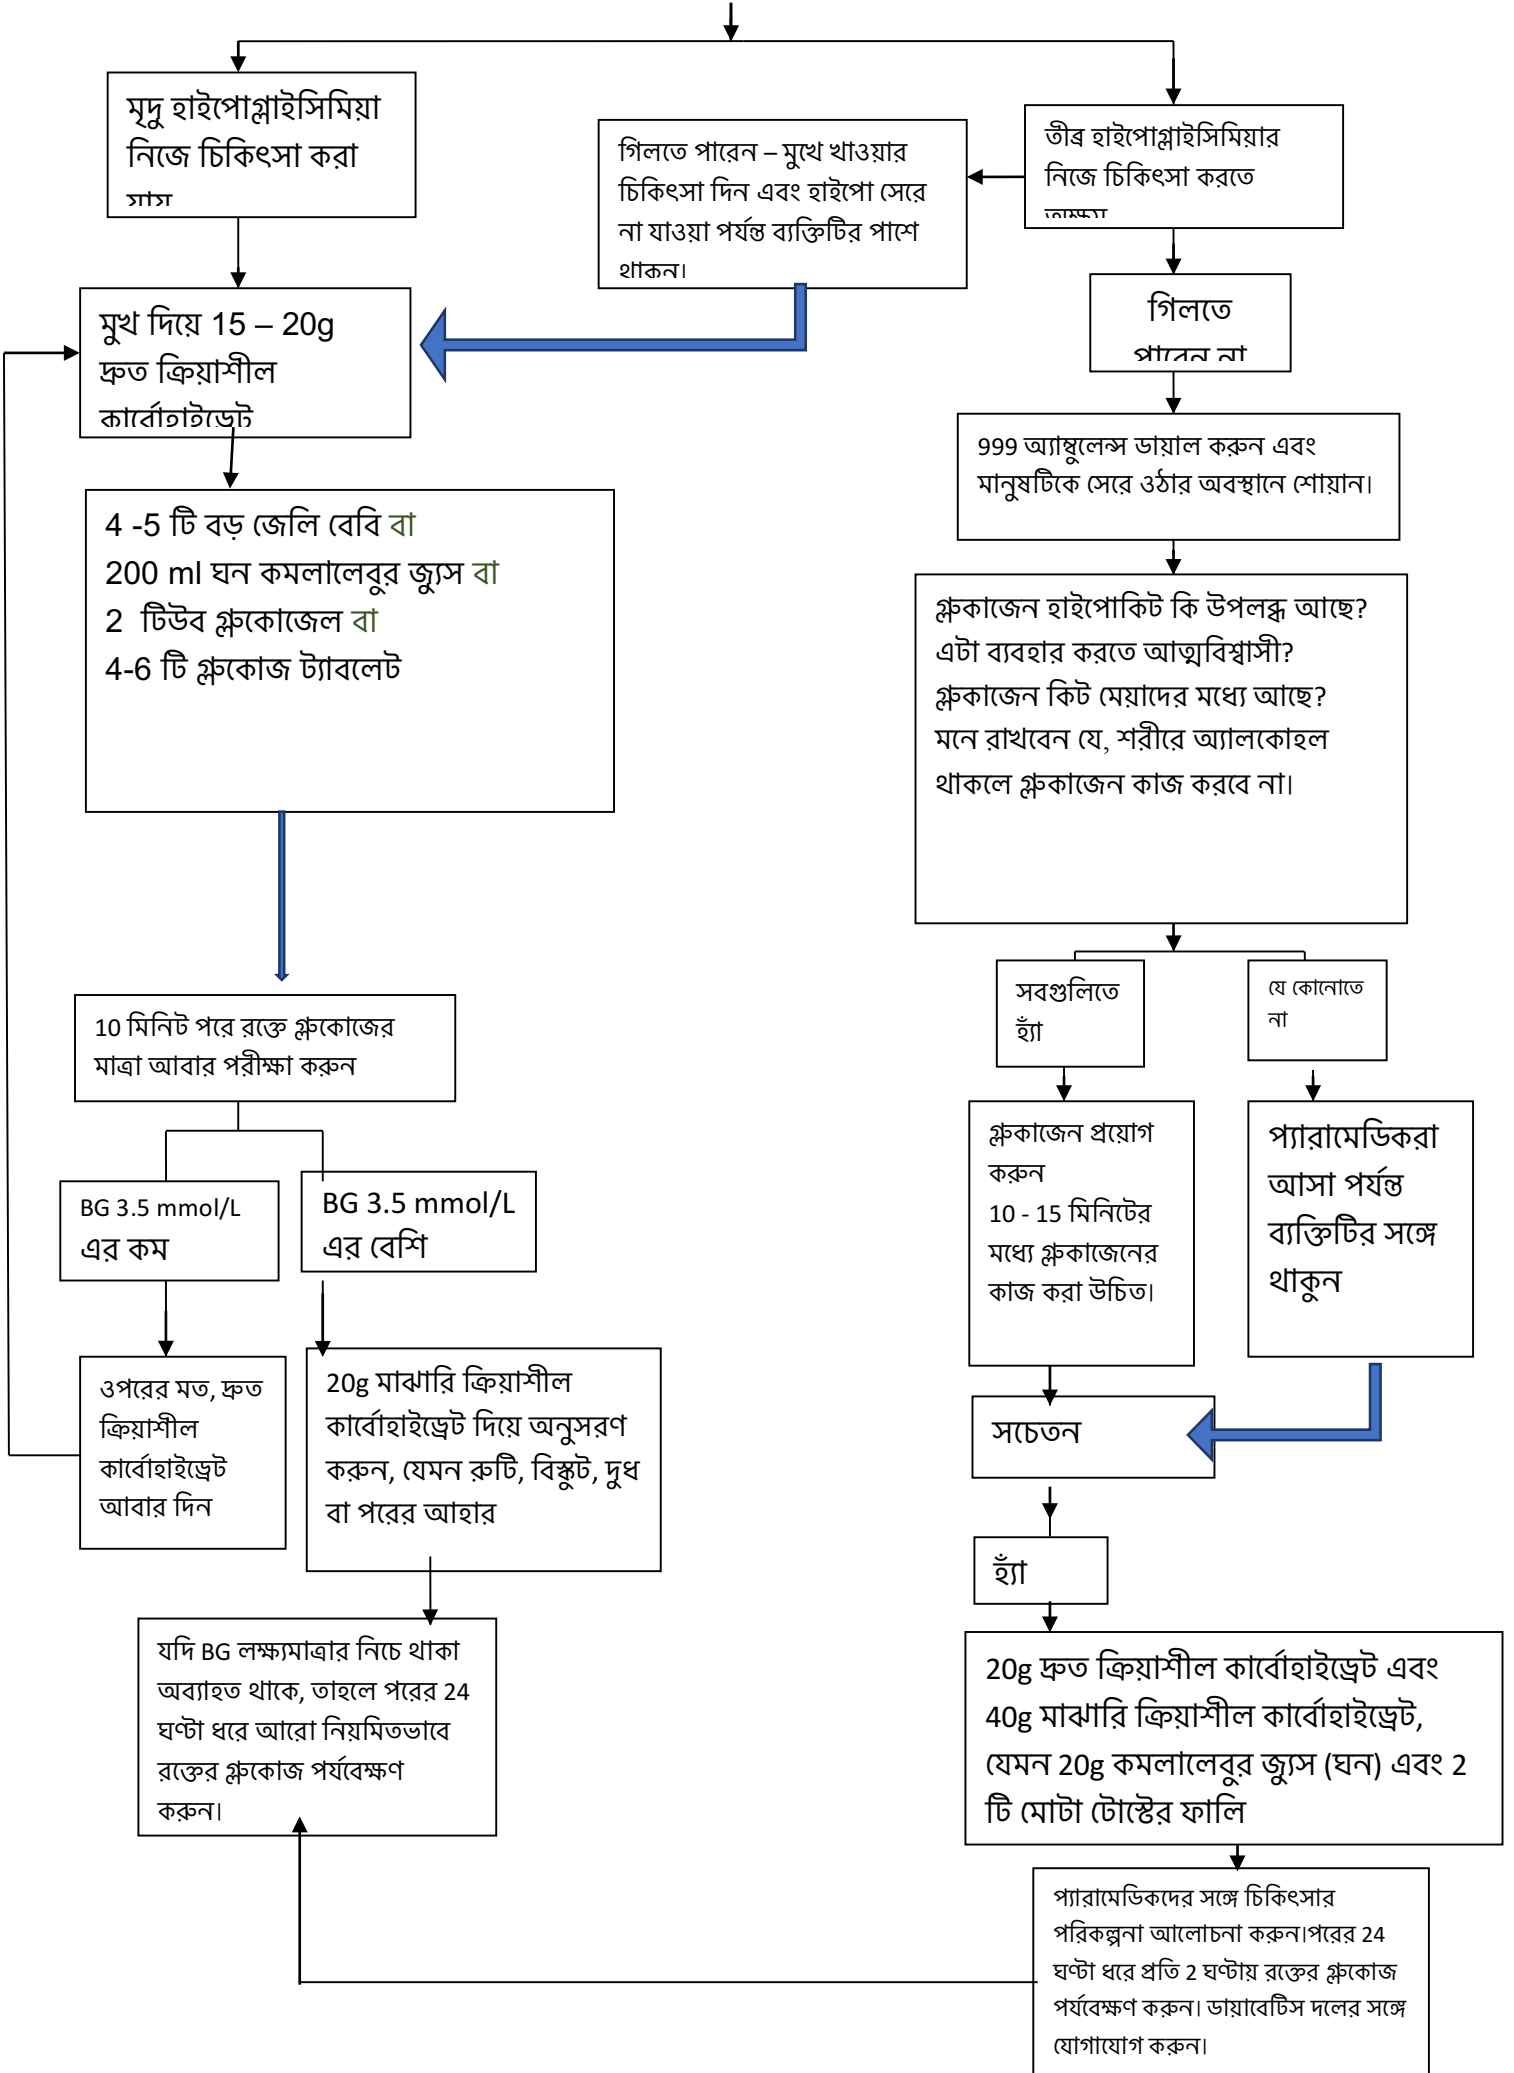 মৃদু হাইপোগ্লাইসিমিয়া
নিজে চিকিৎসা করা
যায়
তীব্র হাইপোগ্লাইসিমিয়ার
নিজে চিকিৎসা করতে
গিলতে পারেন – মুখে খাওয়ার
চিকিৎসা দিন এবং হাইপো সেরে
না যাওয়া পর্যন্ত ব্যক্তিটির পাশে
থাকুন।
গিলতে
পারেন না
মুখ দিয়ে 15 – 20g
দ্রুত ক্রিয়াশীল
কার্বোহাইড্রেট
999 অ্যাম্বুলেন্স ডায়াল করুন এবং
মানুষটিকে সেরে ওঠার অবস্থানে শোয়ান।
4 -5 টি বড় জেলি বেবি বা
200 ml ঘন কমলালেবুর জ্যুস বা
2 টিউব গ্লুকোজেল বা
4-6 টি গ্লুকোজ ট্যাবলেট
গ্লুকাজেন হাইপোকিট কি উপলব্ধ আছে?
এটা ব্যবহার করতে আত্মবিশ্বাসী?
গ্লুকাজেন কিট মেয়াদের মধ্যে আছে?
মনে রাখবেন যে, শরীরে অ্যালকোহল
থাকলে গ্লুকাজেন কাজ করবে না।
সবগুলিতে
হ্যাঁ
যে কোনোতে
না
10 মিনিট পরে রক্তে গ্লুকোজের
মাত্রা আবার পরীক্ষা করুন
গ্লুকাজেন প্রয়োগ
করুন
10 - 15 মিনিটের
মধ্যে গ্লুকাজেনের
কাজ করা উচিত।
প্যারামেডিকরা
আসা পর্যন্ত
ব্যক্তিটির সঙ্গে
থাকুন
BG 3.5 mmol/L
এর কম
BG 3.5 mmol/L
এর বেশি
ওপরের মত, দ্রুত
ক্রিয়াশীল
কার্বোহাইড্রেট
আবার দিন
20g মাঝারি ক্রিয়াশীল
কার্বোহাইড্রেট দিয়ে অনুসরণ
করুন, যেমন রুটি, বিস্কুট, দুধ
বা পরের আহার
সচেতন
হ্যাঁ
যদি BG লক্ষ্যমাত্রার নিচে থাকা
অব্যাহত থাকে, তাহলে পরের 24
ঘণ্টা ধরে আরো নিয়মিতভাবে
রক্তের গ্লুকোজ পর্যবেক্ষণ
করুন।
20g দ্রুত ক্রিয়াশীল কার্বোহাইড্রেট এবং
40g মাঝারি ক্রিয়াশীল কার্বোহাইড্রেট,
যেমন 20g কমলালেবুর জ্যুস (ঘন) এবং 2
টি মোটা টোস্টের ফালি
প্যারামেডিকদের সঙ্গে চিকিৎসার
পরিকল্পনা আলোচনা করুন।পরের 24
ঘণ্টা ধরে প্রতি 2 ঘণ্টায় রক্তের গ্লুকোজ
পর্যবেক্ষণ করুন। ডায়াবেটিস দলের সঙ্গে
যোগাযোগ করুন।